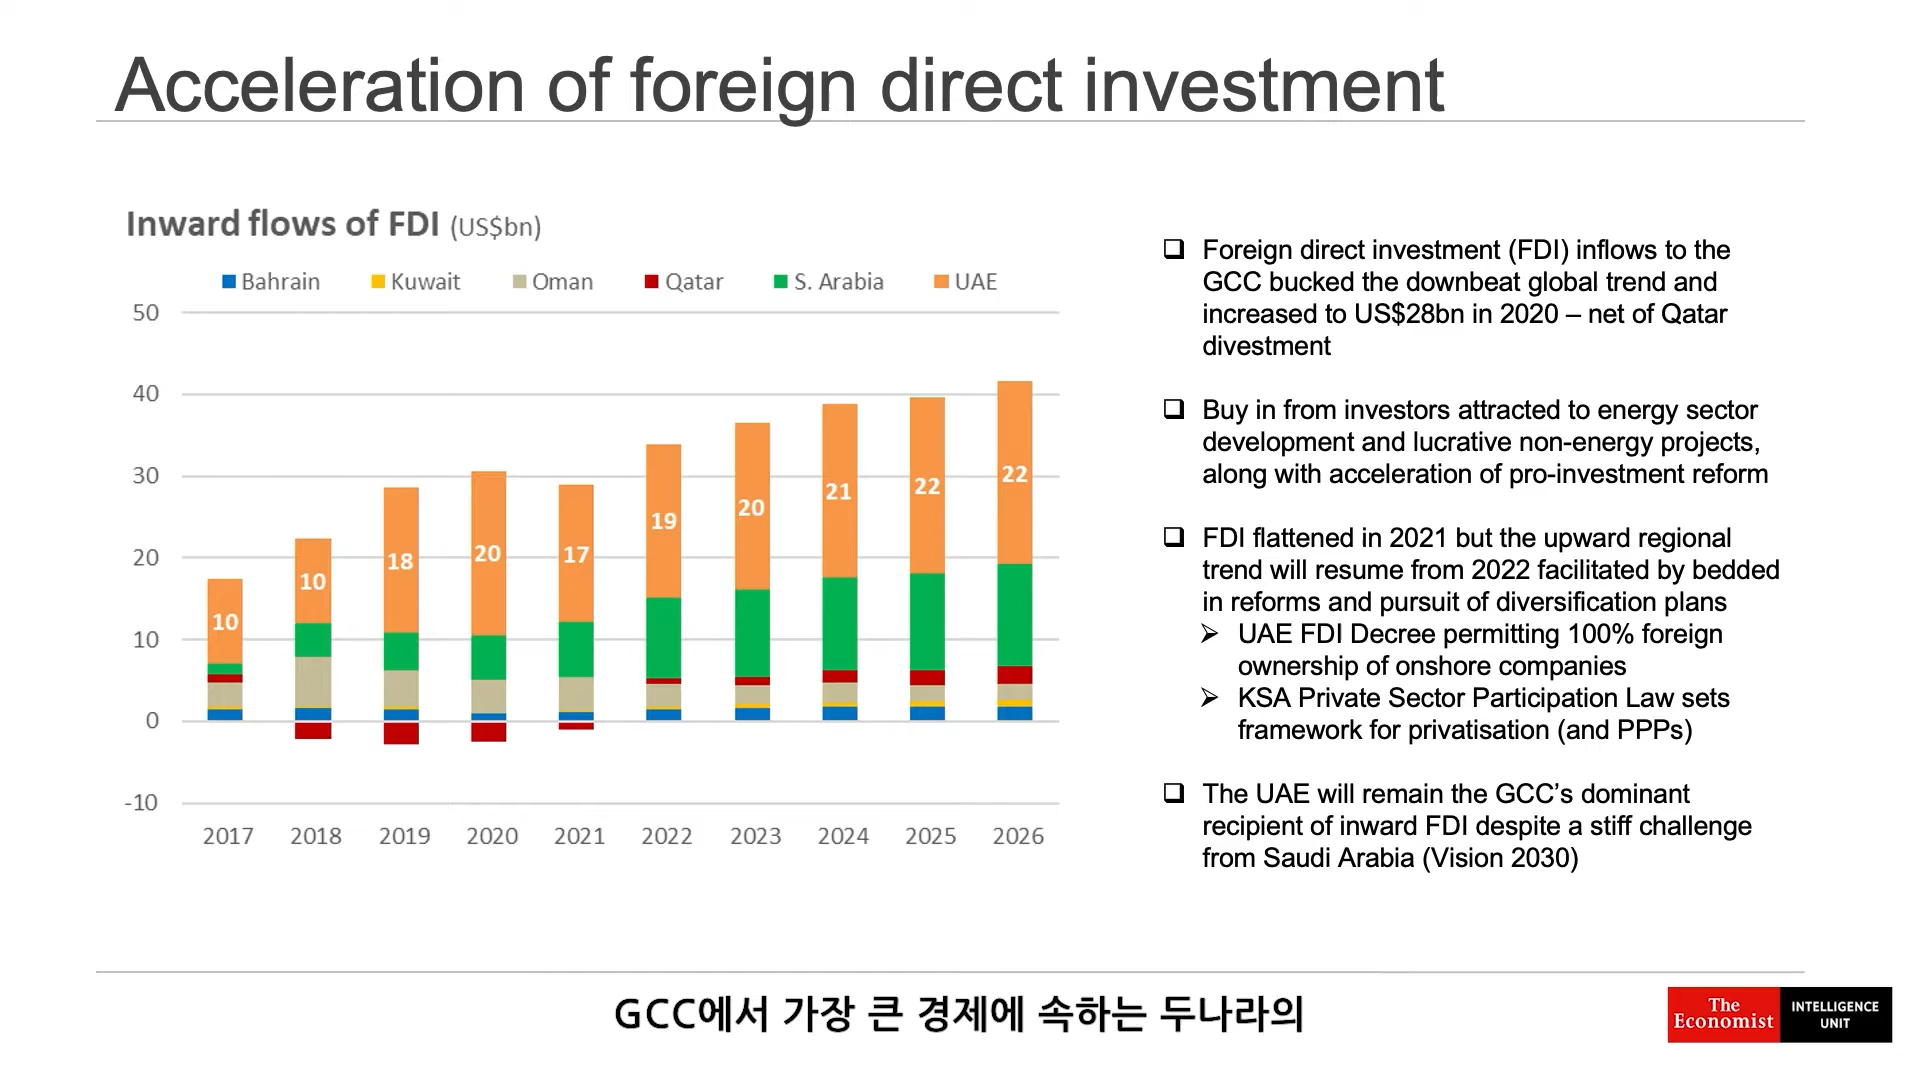 Acceleration of foreign direct investment
Inward flows of FDI (US$bn)
Bahrain Kuwait Oman Qatar S. Arabia UAE
50
40
30
20
10
0
-10
10 10 18 20 17 19 20 21 22 22
2017 2018 2019 2020 2021 2022 2023 2024 2025 2026
Foreign direct investment (FDI) inflows to the
GCC bucked the downbeat global trend and
increased to US$28bn in 2020 – net of Qatar
divestment
Buy in from investors attracted to energy sector
development and lucrative non-energy projects,
along with acceleration of pro-investment reform
FDI flattened in 2021 but the upward regional
trend will resume from 2022 facilitated by bedded
in reforms and pursuit of diversification plans
UAE FDI Decree permitting 100% foreign
ownership of onshore companies
KSA Private Sector Participation Law sets
framework for privatisation (and PPPs)
The UAE will remain the GCC’s dominant
recipient of inward FDI despite a stiff challenge
from Saudi Arabia (Vision 2030)
GCC에서 가장 큰 경제에 속하는 두나라의
The
Economist
INTELLIGENCE
UNIT